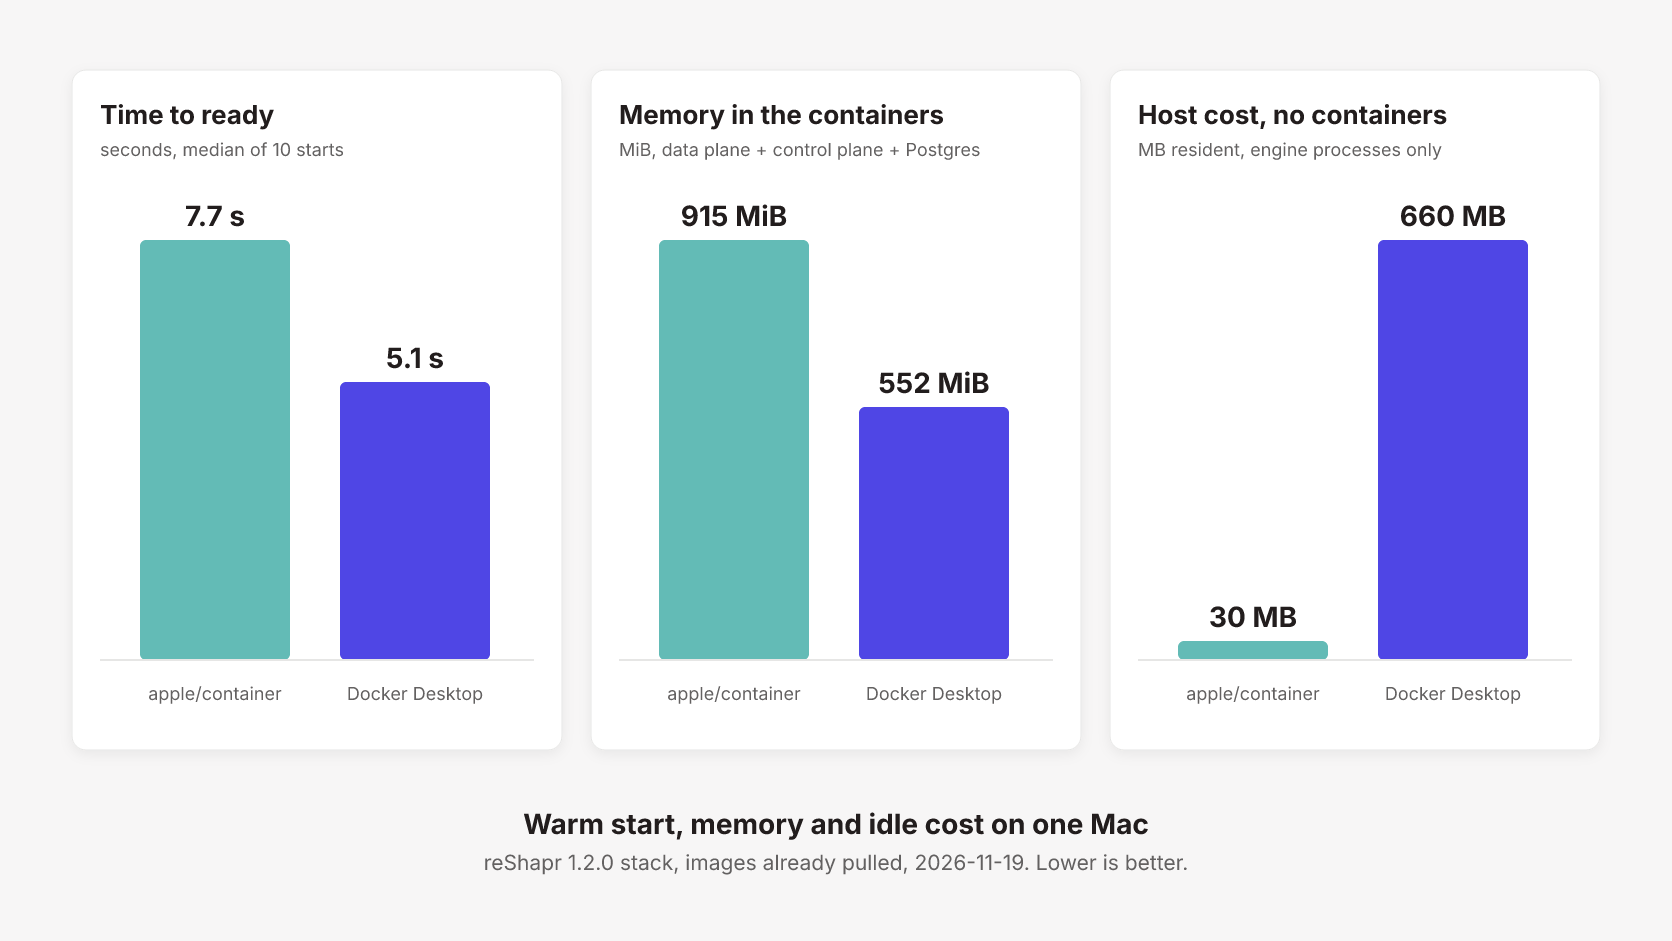 Time to ready
seconds, median of 10 starts
7.7 s
5.1 s
apple/container
Docker Desktop
Memory in the containers
MiB, data plane + control plane + Postgres
915 MiB
552 MiB
apple/container
Docker Desktop
Host cost, no containers
MB resident, engine processes only
660 MB
30 MB
apple/container
Docker Desktop
Warm start, memory and idle cost on one Mac
reShapr 1.2.0 stack, images already pulled, 2026-11-19. Lower is better.